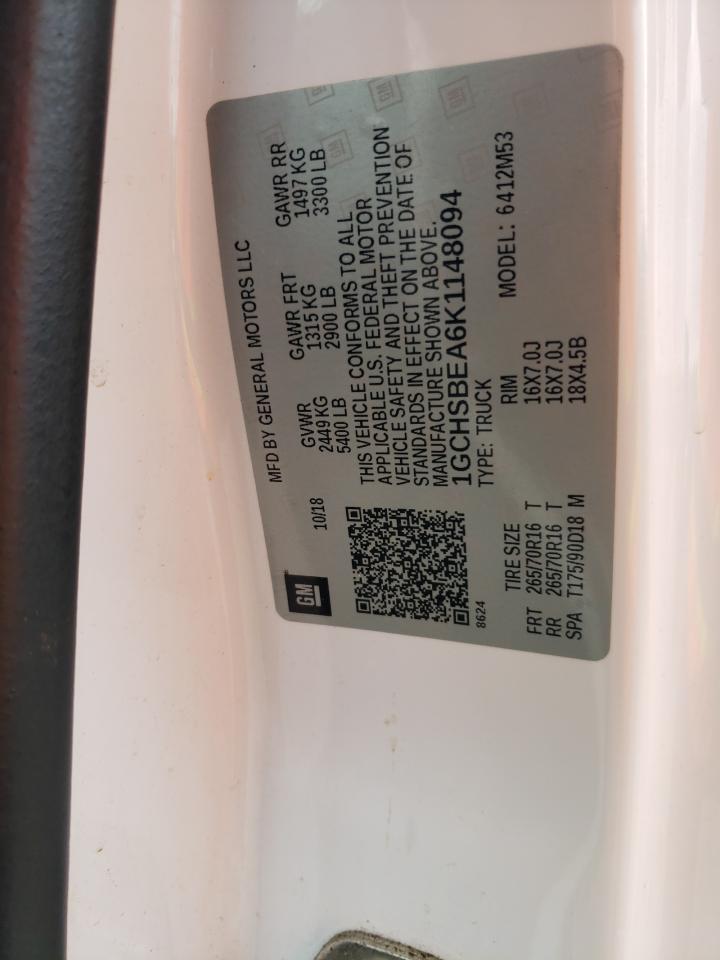 GM
MFD BY GENERAL MOTORS LLC
10/18
GVWR GAWR FRT GAWR RR
2449 KG 1315 KG 1497 KG
5400 LB 2900 LB 3300 LB
THIS VEHICLE CONFORMS TO ALL
APPLICABLE U.S. FEDERAL MOTOR
VEHICLE SAFETY AND THEFT PREVENTION
STANDARDS IN EFFECT ON THE DATE OF
MANUFACTURE SHOWN ABOVE.
1GCHSBEA6K1148094
8624
TYPE: TRUCK
MODEL: 6412M53
TIRE SIZE RIM
FRT 265/70R16 T 16X7.0J
RR 265/70R16 T 16X7.0J
SPA T175/90D18 M 18X4.5B